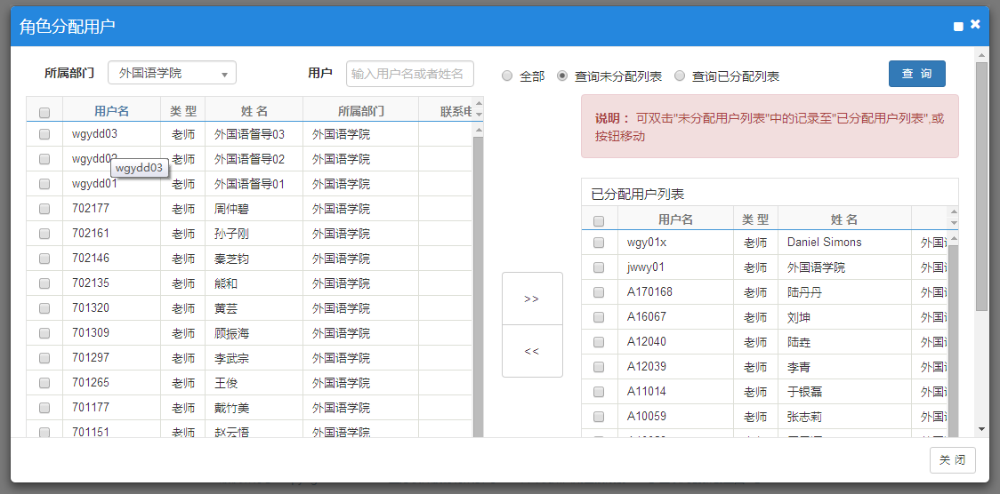 角色分配用户
所属部门 外国语学院 用户 输入用户名或者姓名 全部 查询未分配列表 查询已分配列表 查 询
说明 : 可双击"未分配用户列表"中的记录至"已分配用户列表",或
按钮移动
用户名 类 型 姓 名 所属部门 联系电
wgydd03 老师 外国语督导03 外国语学院
wgydd02 老师 外国语督导02 外国语学院
wgydd03
wgydd01 老师 外国语督导01 外国语学院
702177 老师 周仲碧 外国语学院
702161 老师 孙子刚 外国语学院
702146 老师 秦芝钧 外国语学院
702135 老师 熊和 外国语学院
701320 老师 黄芸 外国语学院
701309 老师 顾振海 外国语学院
701297 老师 李武宗 外国语学院
701265 老师 王俊 外国语学院
701177 老师 戴竹美 外国语学院
701151 老师 赵云悟 外国语学院
>>
<<
已分配用户列表
用户名 类 型 姓 名
wgy01x 老师 Daniel Simons 外国语
jwwy01 老师 外国语学院 外国语
A170168 老师 陆丹丹 外国语
A16067 老师 刘坤 外国语
A12040 老师 陆垚 外国语
A12039 老师 李青 外国语
A11014 老师 于银磊 外国语
A10059 老师 张志莉 外国语
关 闭